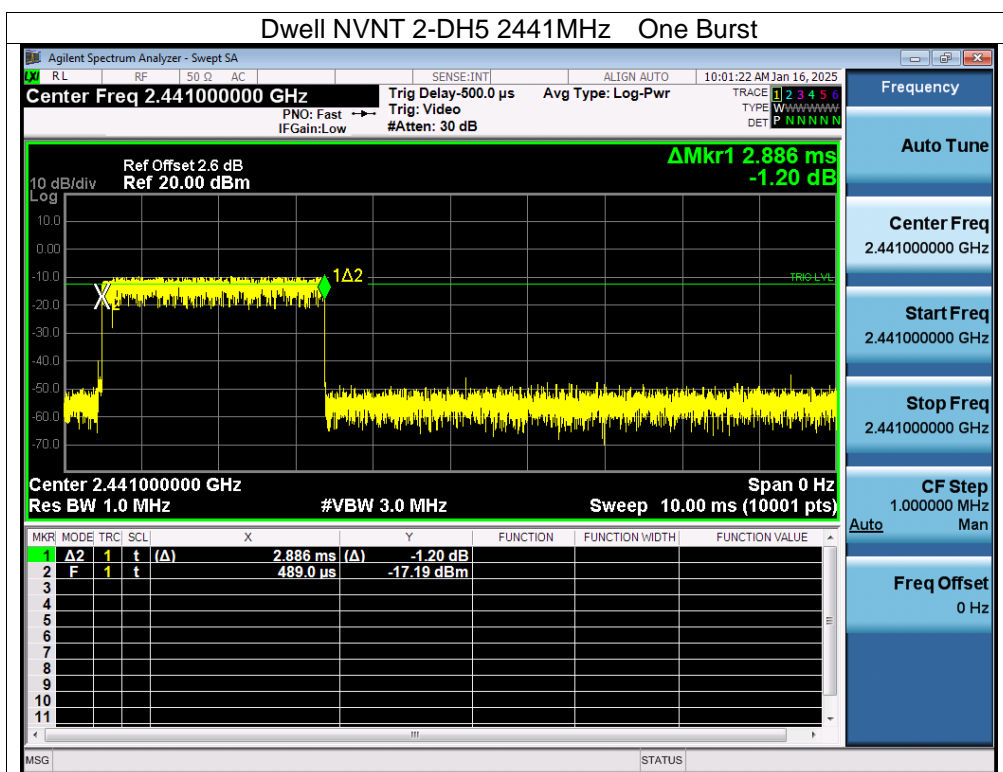 Dwell NVNT 2-DH5 2441MHz One Burst
Agilent Spectrum Analyzer - Swept SA
RL RF 50 Ω AC SENSE:INT ALIGN AUTO 10:01:22 AM Jan 16, 2025
Center Freq 2.441000000 GHz
PNO: Fast
IFGain:Low
Trig Delay-500.0 µs
Trig: Video
#Atten: 30 dB
Avg Type: Log-Pwr
TRACE 1 2 3 4 5 6
TYPE WWWWWW
DET P N N N N N
ΔMkr1 2.886 ms
-1.20 dB
Ref Offset 2.6 dB
10 dB/div Ref 20.00 dBm
Log
10.0
0.00
-10.0
1Δ2
TRIG LVL
-20.0
2
-30.0
-40.0
-50.0
-60.0
-70.0
Center 2.441000000 GHz Span 0 Hz
Res BW 1.0 MHz #VBW 3.0 MHz Sweep 10.00 ms (10001 pts)
MKR MODE TRC SCL X Y FUNCTION FUNCTION WIDTH FUNCTION VALUE
1 Δ2 1 t (Δ) 2.886 ms (Δ) -1.20 dB
2 F 1 t 489.0 µs -17.19 dBm
3
4
5
6
7
8
9
10
11
MSG STATUS
Frequency
Auto Tune
Center Freq
2.441000000 GHz
Start Freq
2.441000000 GHz
Stop Freq
2.441000000 GHz
CF Step
1.000000 MHz
Auto Man
Freq Offset
0 Hz